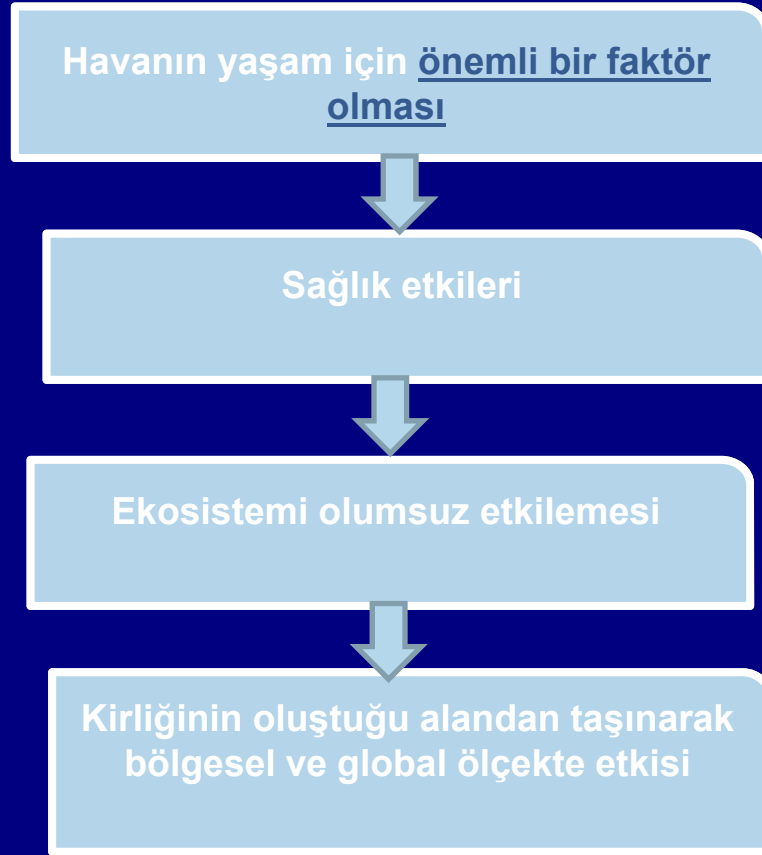 Havanın yaşam için önemli bir faktör
olması
Sağlık etkileri
Ekosistemi olumsuz etkilemesi
Kirliğinin oluştuğu alandan taşınarak
bölgesel ve global ölçekte etkisi